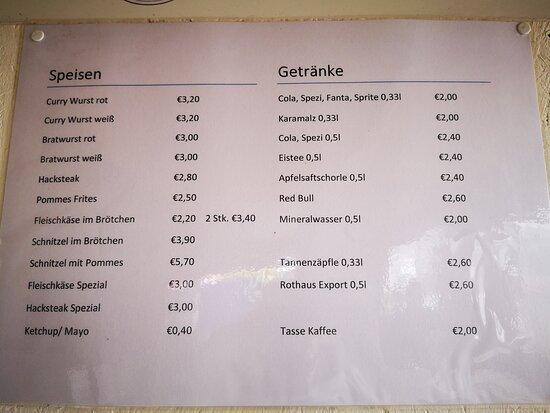 Speisen
Curry Wurst rot €3,20
Curry Wurst weiß €3,20
Bratwurst rot €3,00
Bratwurst weiß €3,00
Hacksteak €2,80
Pommes Frites €2,50
Fleischkäse im Brötchen €2,20 2 Stk. €3,40
Schnitzel im Brötchen €3,90
Schnitzel mit Pommes €5,70
Fleischkäse Spezial €3,00
Hacksteak Spezial €3,00
Ketchup/ Mayo €0,40
Getränke
Cola, Spezi, Fanta, Sprite 0,33l €2,00
Karamalz 0,33l €2,00
Cola, Spezi 0,5l €2,40
Eistee 0,5l €2,40
Apfelsaftschorle 0,5l €2,40
Red Bull €2,60
Mineralwasser 0,5l €2,00
Tannenzäpfle 0,33l €2,60
Rothaus Export 0,5l €2,60
Tasse Kaffee €2,00